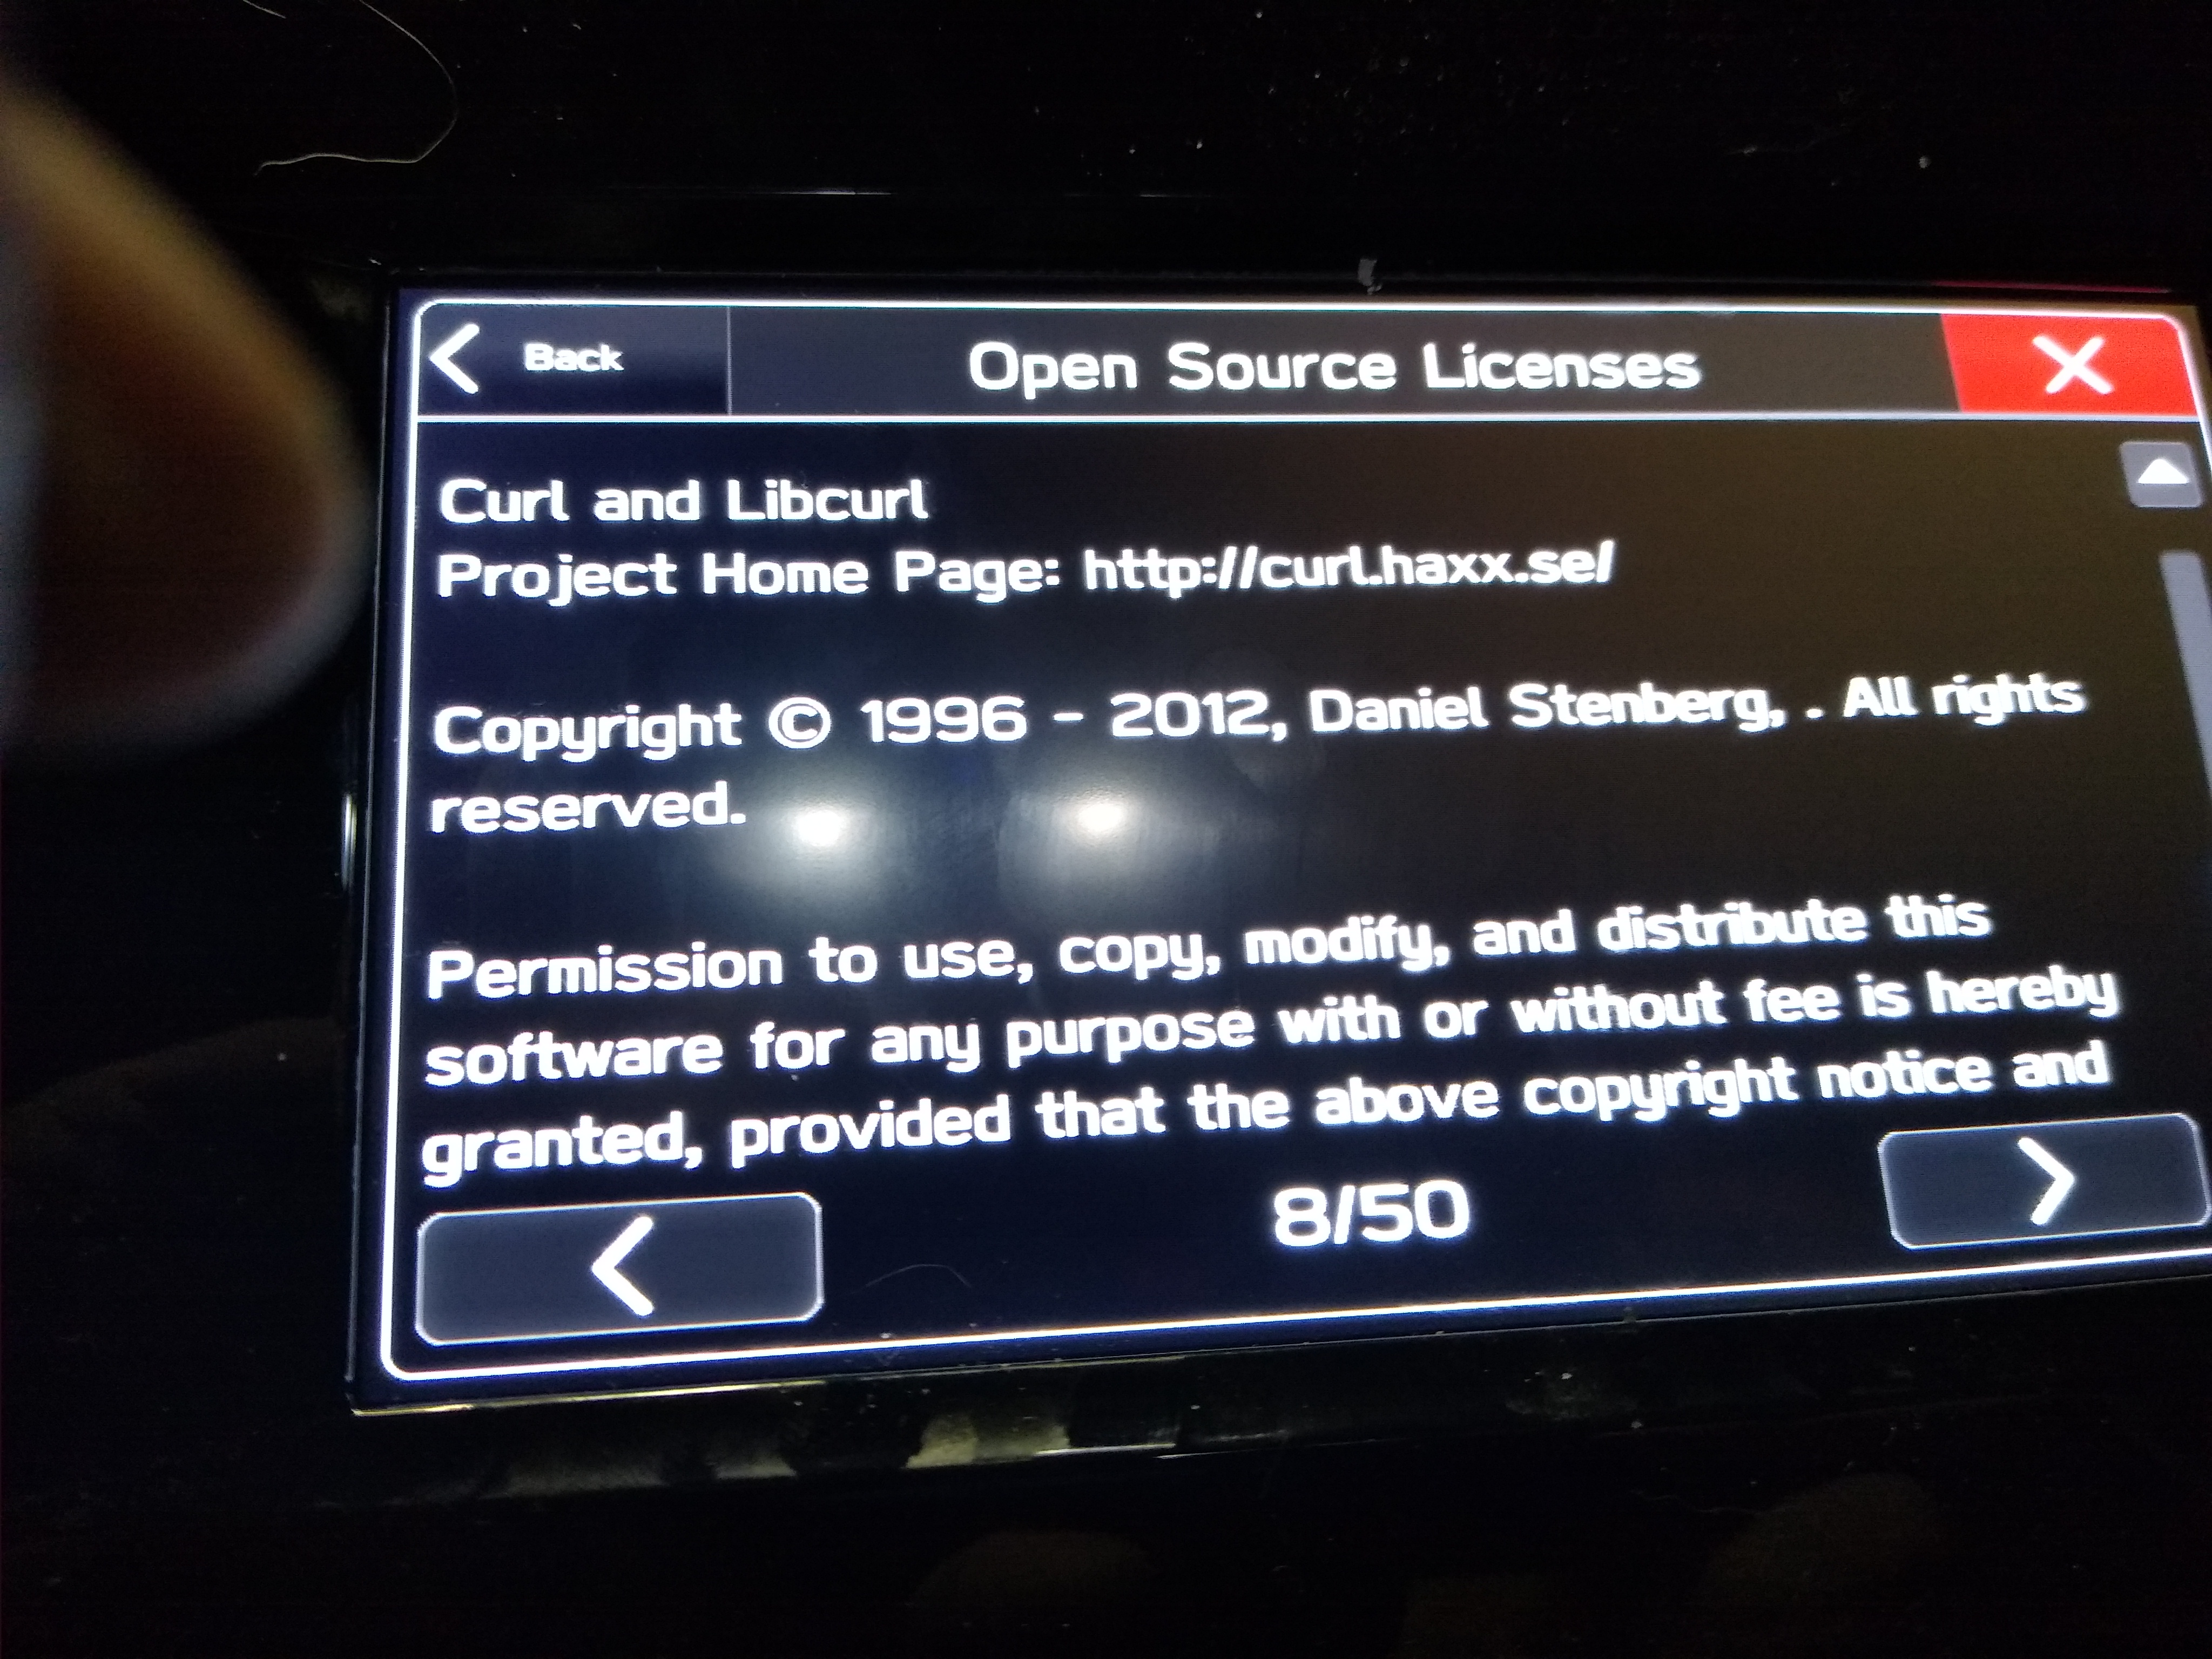 Back
Open Source Licenses
Curl and Libcurl
Project Home Page: http://curl.haxx.se/
Copyright © 1996 - 2012, Daniel Stenberg, . All rights
reserved.
Permission to use, copy, modify, and distribute this
software for any purpose with or without fee is hereby
granted, provided that the above copyright notice and
8/50